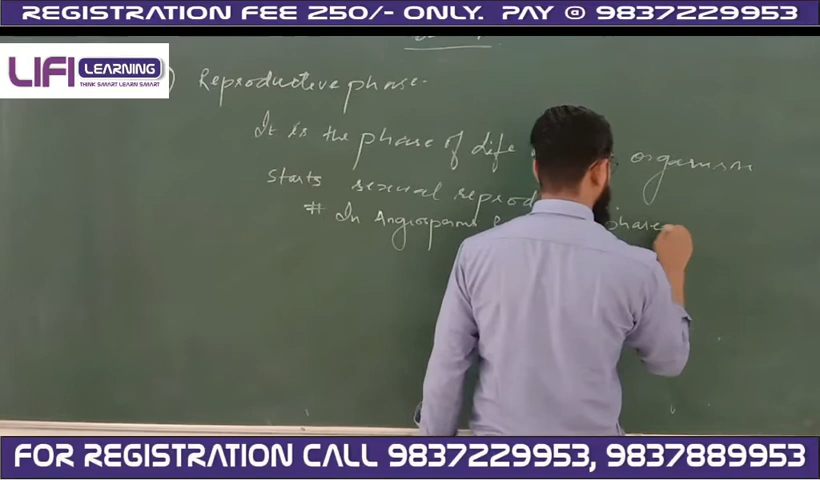 REGISTRATION FEE 250/- ONLY. PAY @ 9837229953
LIFI LEARNING
THINK SMART LEARN SMART
) Reproductive phase.
It is the phase of life organism
starts sexual reprod
# In Angiosperms phase
FOR REGISTRATION CALL 9837229953, 9837889953